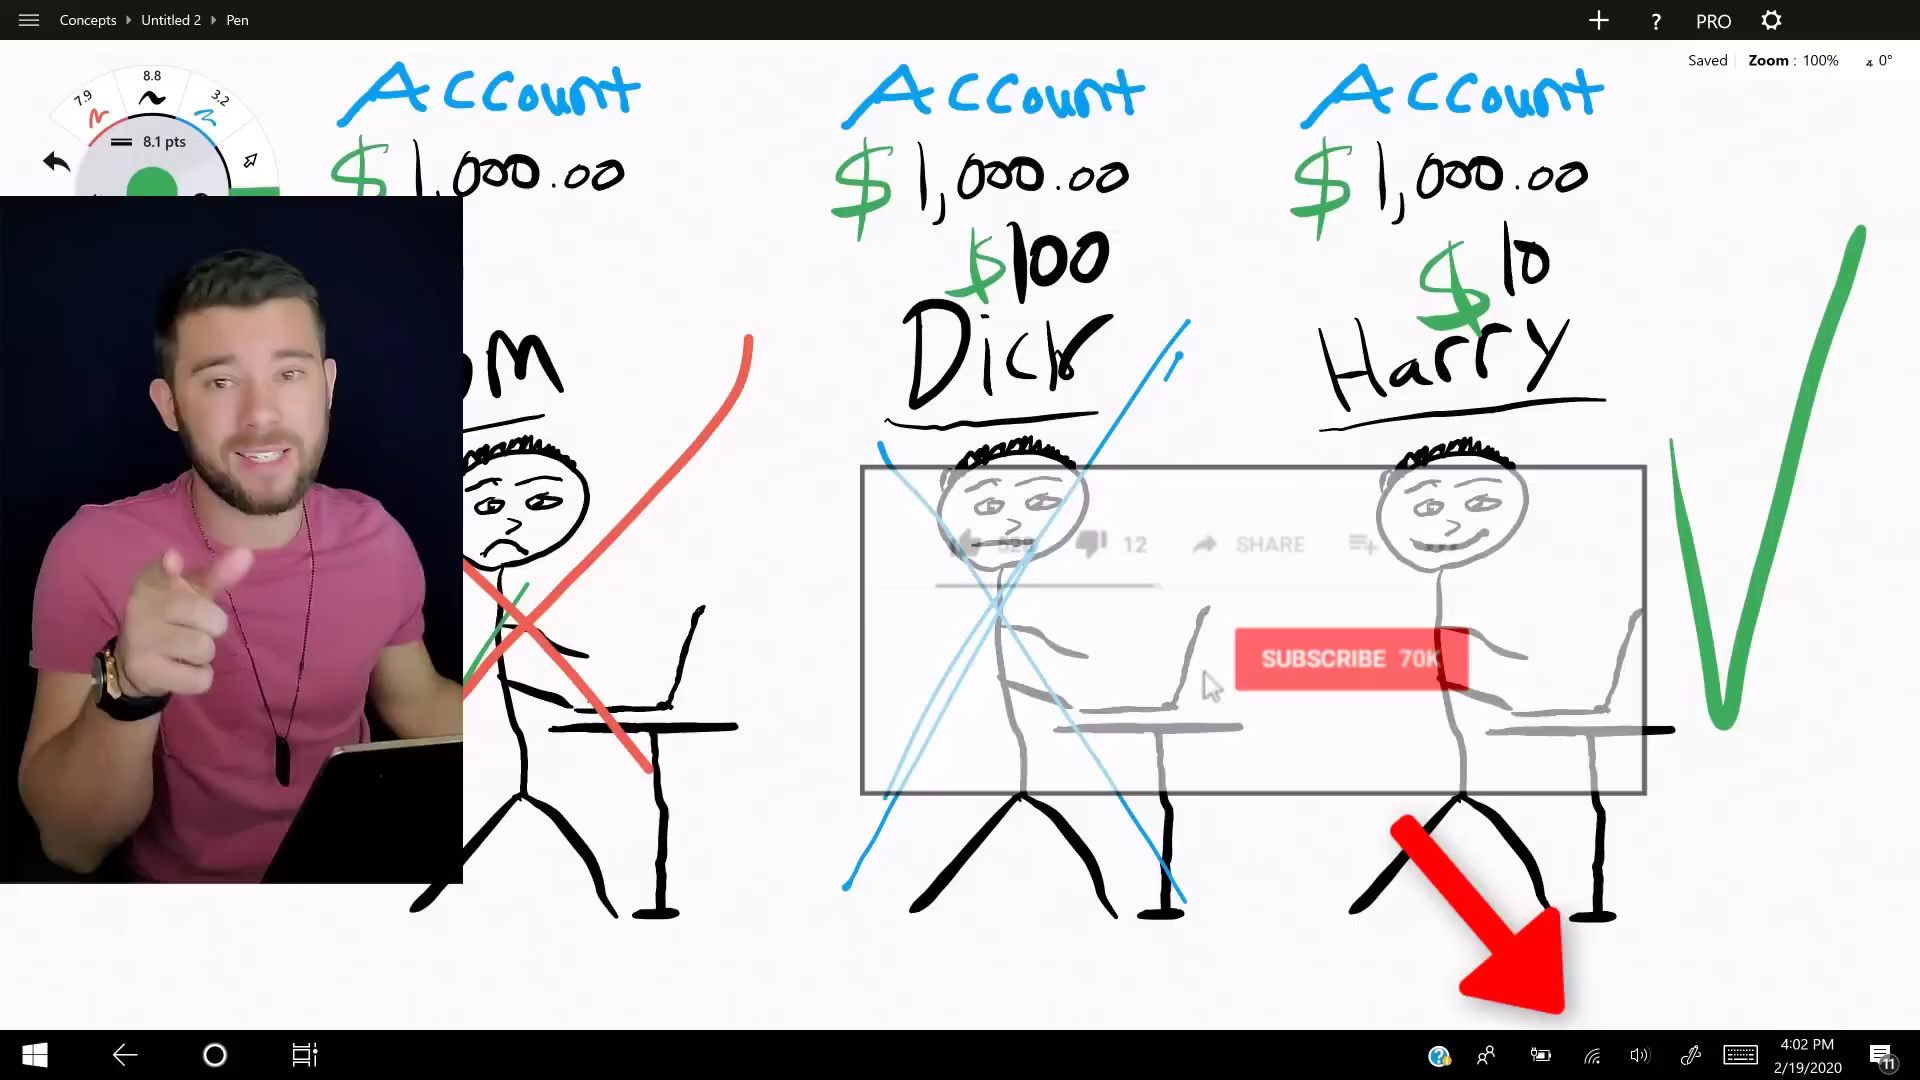 Concepts Untitled 2 Pen
? PRO
Saved Zoom : 100% 0°
7.9 8.8 3.2
8.1 pts
Account Account Account
$1,000.00 $1,000.00 $1,000.00
$100 $10
Dick Harry
12 SHARE
SUBSCRIBE 70K
4:02 PM
2/19/2020
11